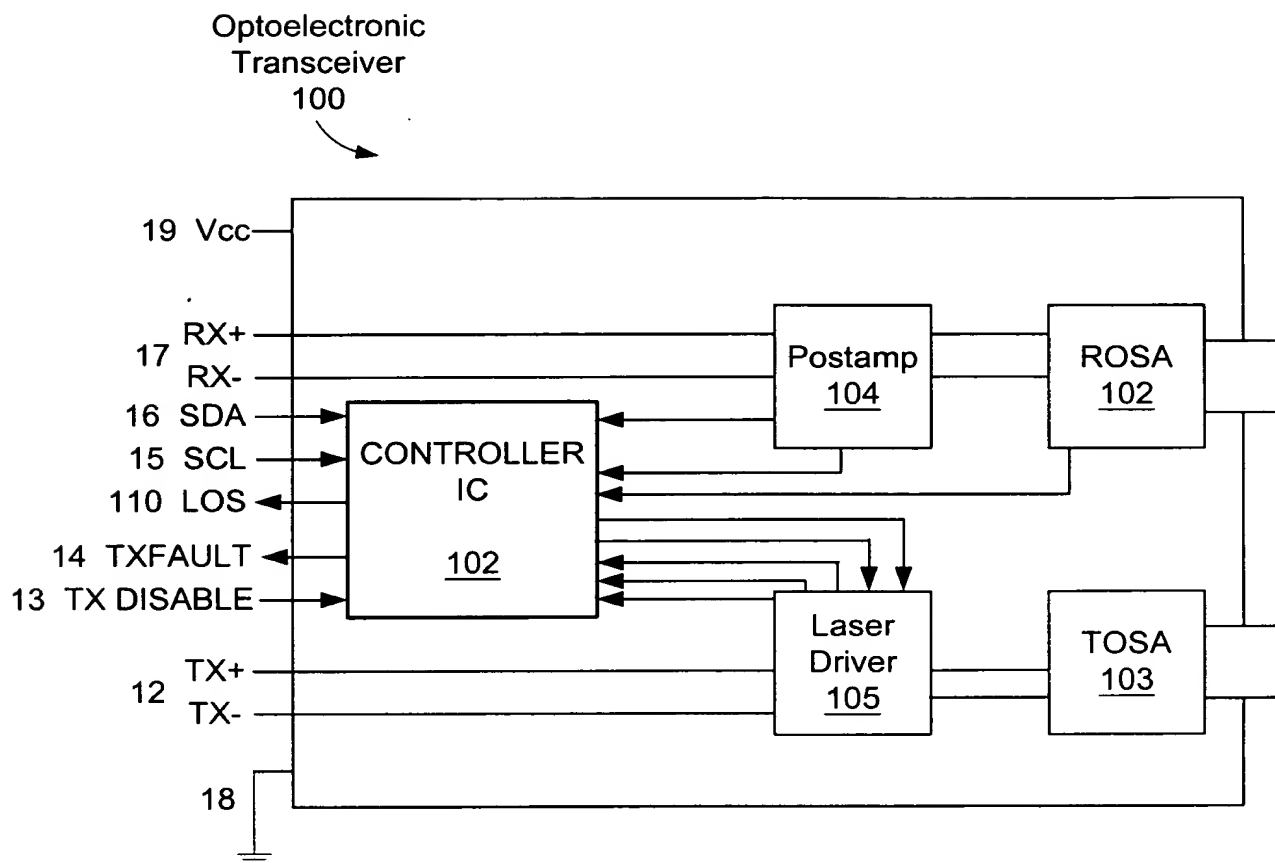 Optoelectronic
Transceiver
100
19 Vcc
17 RX+
RX-
16 SDA
15 SCL
110 LOS
14 TXFAULT
13 TX DISABLE
12 TX+
TX-
18
CONTROLLER
IC
102
Postamp
104
ROSA
102
Laser
Driver
105
TOSA
103